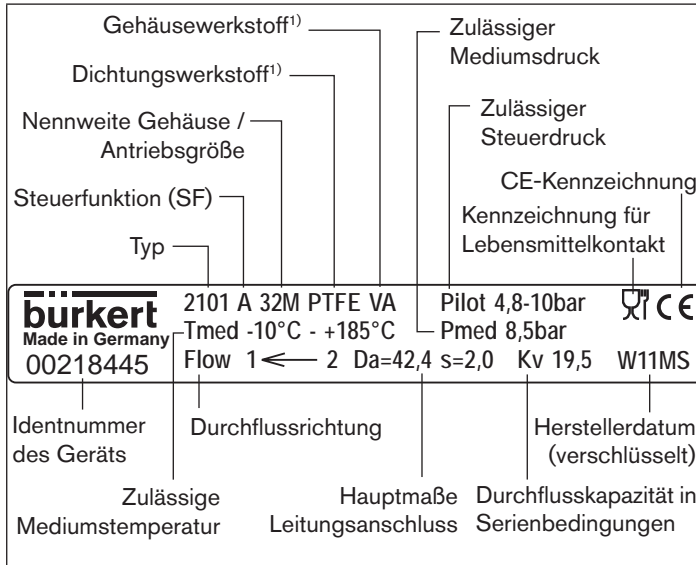 Gehäusewerkstoff1)
Dichtungswerkstoff1)
Nennweite Gehäuse /
Antriebsgröße
Steuerfunktion (SF)
Typ
Zulässiger
Mediumsdruck
Zulässiger
Steuerdruck
CE-Kennzeichnung
Kennzeichnung für
Lebensmittelkontakt
bürkert
Made in Germany
00218445
2101 A 32M PTFE VA
Pilot 4,8-10bar
CE
Tmed -10°C - +185°C
Pmed 8,5bar
Flow 1 ← 2 Da=42,4 s=2,0 Kv 19,5 W11MS
Identnummer
des Geräts
Durchflussrichtung
Herstellerdatum
(verschlüsselt)
Zulässige
Mediumstemperatur
Hauptmaße
Leitungsanschluss
Durchflusskapazität in
Serienbedingungen